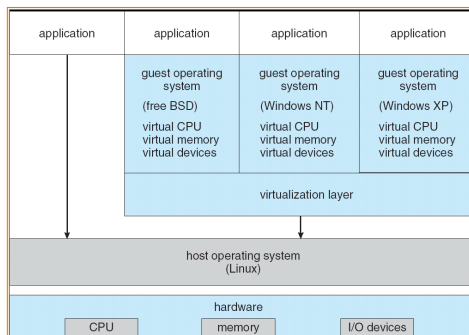 application
application
application
application
guest operating
system
(free BSD)
virtual CPU
virtual memory
virtual devices
guest operating
system
(Windows NT)
virtual CPU
virtual memory
virtual devices
guest operating
system
(Windows XP)
virtual CPU
virtual memory
virtual devices
virtualization layer
host operating system
(Linux)
hardware
CPU
memory
I/O devices